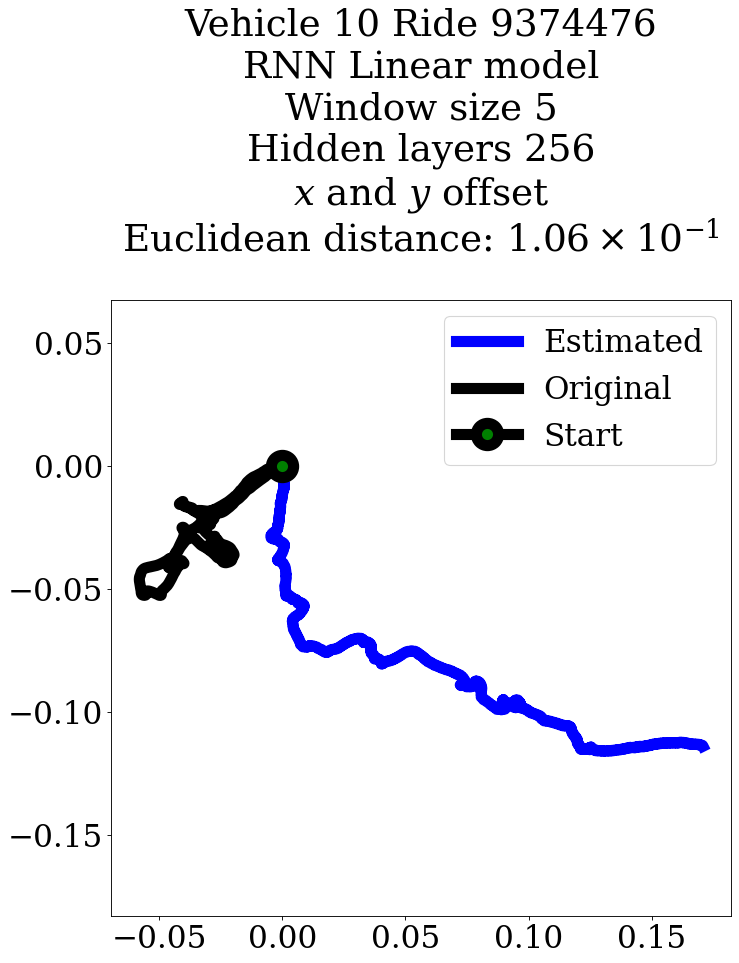 Vehicle 10 Ride 9374476
RNN Linear model
Window size 5
Hidden layers 256
x and y offset
Euclidean distance: 1.06 × 10⁻¹
Estimated
Original
Start
0.05
0.00
−0.05
−0.10
−0.15
−0.05 0.00 0.05 0.10 0.15